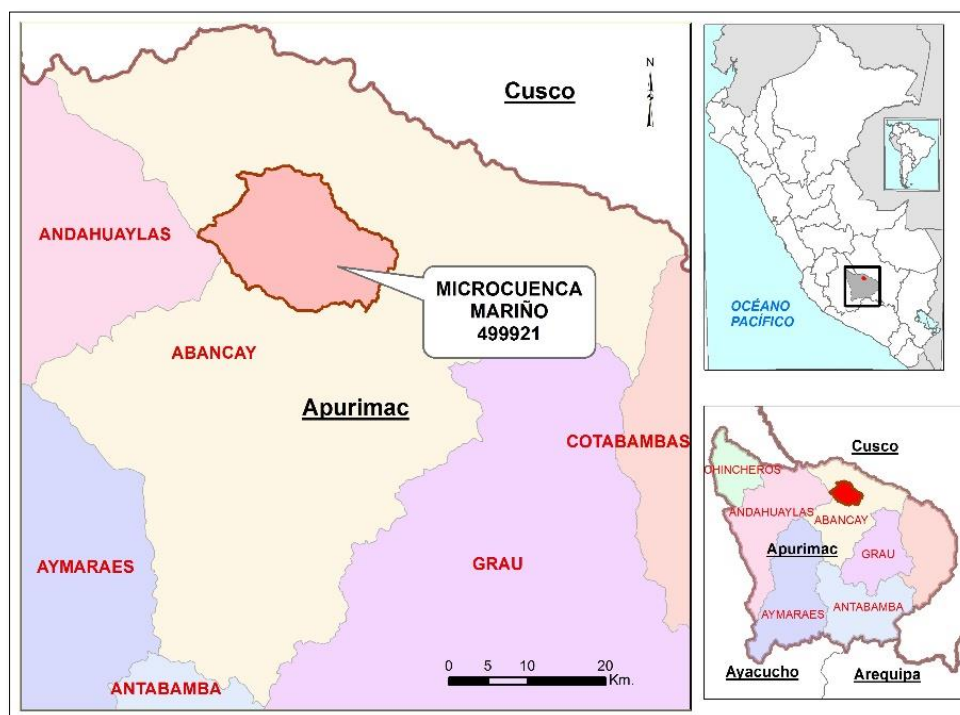 Cusco
N
ANDAHUAYLAS
MICROCUENCA
MARIÑO
499921
ABANCAY
Apurimac
COTABAMBAS
AYMARAES
GRAU
ANTABAMBA
0 5 10 20
Km.
OCÉANO
PACÍFICO
Cusco
CHINCHEROS
ANDAHUAYLAS
ABANCAY
Apurimac
GRAU
AYMARAES
ANTABAMBA
Ayacucho
Arequipa